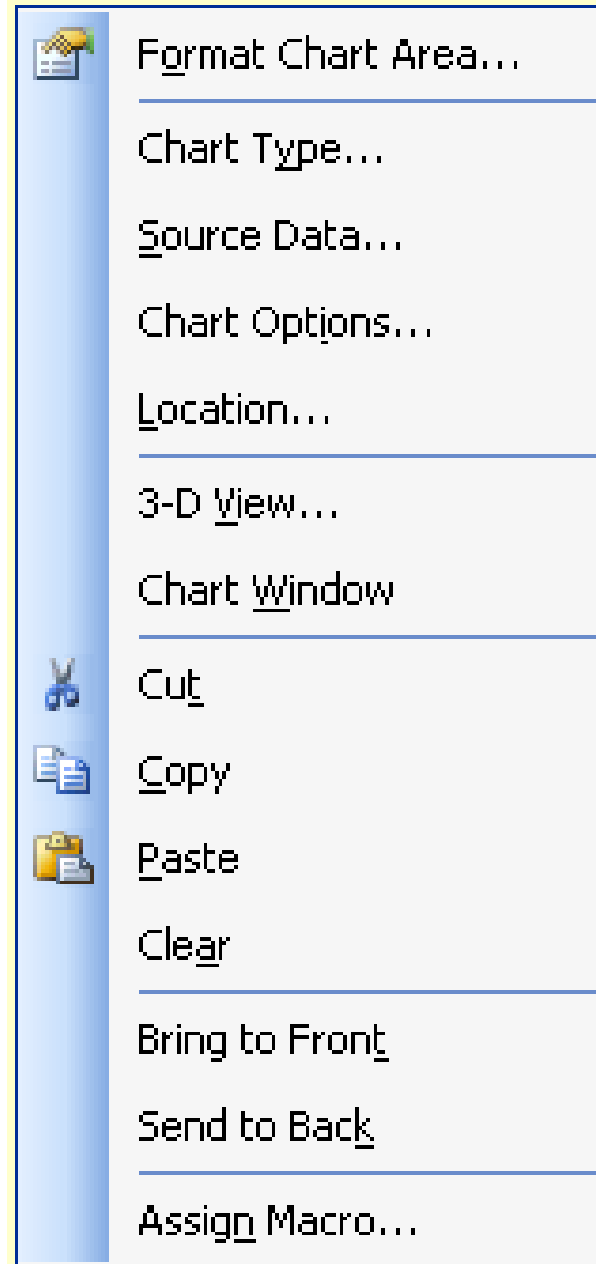 Format Chart Area...
Chart Type...
Source Data...
Chart Options...
Location...
3-D View...
Chart Window
Cut
Copy
Paste
Clear
Bring to Front
Send to Back
Assign Macro...